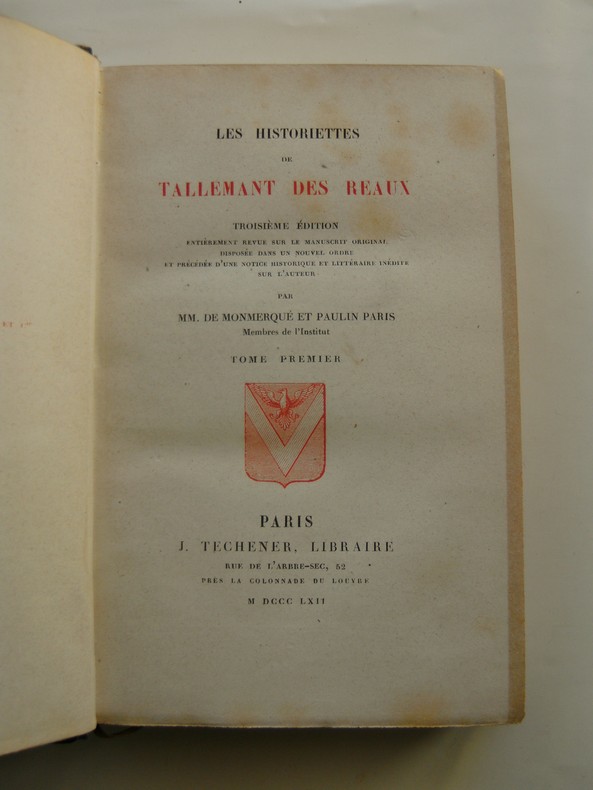 LES HISTORIETTES
DE
TALLEMANT DES REAUX
TROISIÈME ÉDITION
ENTIÈREMENT REVUE SUR LE MANUSCRIT ORIGINAL
DISPOSÉE DANS UN NOUVEL ORDRE
ET PRÉCÉDÉE D'UNE NOTICE HISTORIQUE ET LITTÉRAIRE INÉDITE
SUR L'AUTEUR
PAR
MM. DE MONMERQUÉ ET PAULIN PARIS
Membres de l'Institut
TOME PREMIER
PARIS
J. TECHENER, LIBRAIRE
RUE DE L'ARBRE-SEC, 52
PRÈS LA COLONNADE DU LOUVRE
M DCCC LXII